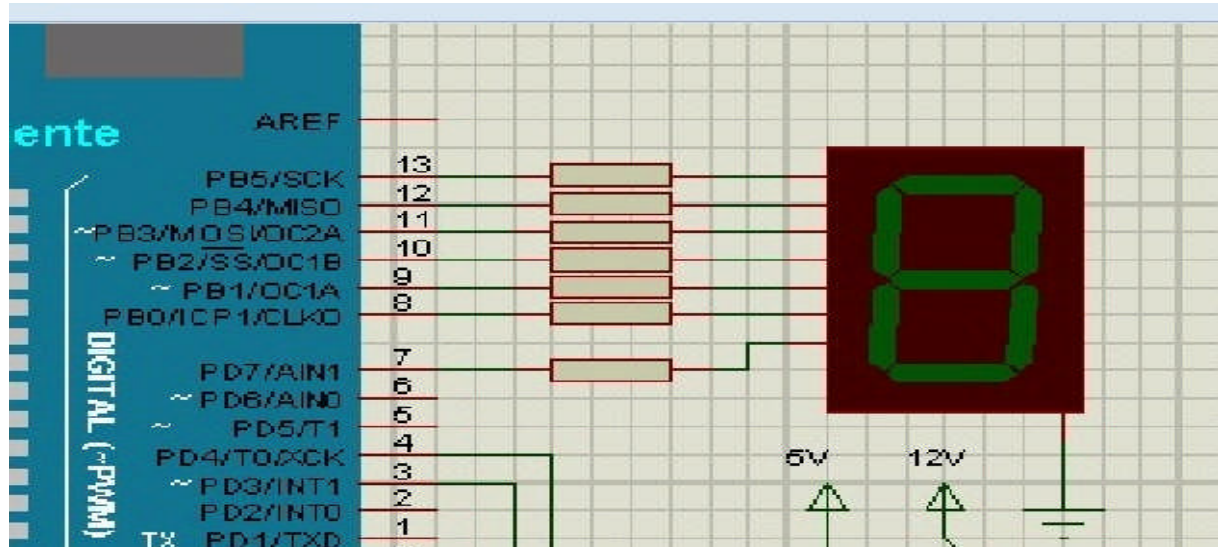 AREF
ente
13
PB5/SCK
12
PB4/MISO
11
~PB3/MOSI/OC2A
10
~ PB2/SS/OC1B
9
~ PB1/OC1A
8
PB0/ICP1/CLKO
7
PD7/AIN1
6
~ PD6/AIN0
5
~ PD5/T1
4
PD4/T0/XCK
3
~ PD3/INT1
2
PD2/INT0
1
TX PD1/TXD
DIGITAL (~PWM)
5V
12V